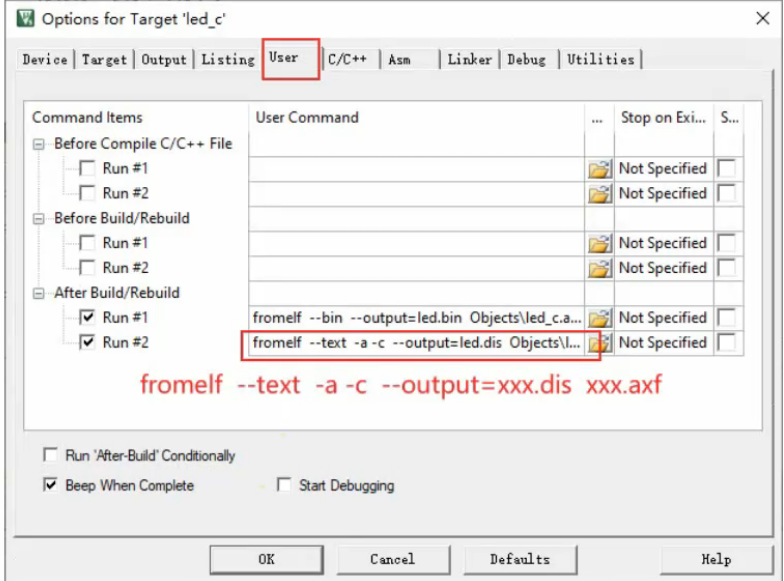 Options for Target 'led_c'
Device Target Output Listing User C/C++ Asm Linker Debug Utilities
Command Items User Command ... Stop on Exi... S...
Before Compile C/C++ File
Run #1 Not Specified
Run #2 Not Specified
Before Build/Rebuild
Run #1 Not Specified
Run #2 Not Specified
After Build/Rebuild
Run #1 fromelf --bin --output=led.bin Objects\led_c.a... Not Specified
Run #2 fromelf --text -a -c --output=led.dis Objects\l... Not Specified
fromelf --text -a -c --output=xxx.dis xxx.axf
Run 'After-Build' Conditionally
Beep When Complete Start Debugging
OK Cancel Defaults Help